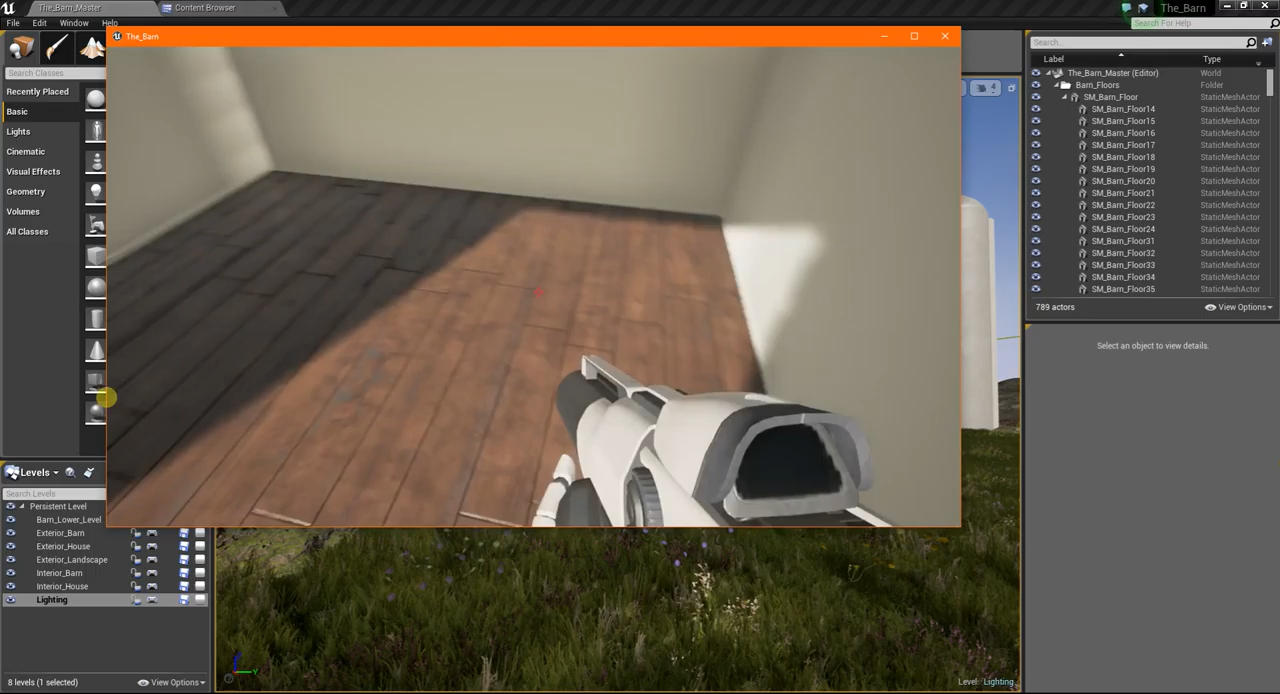 The_Barn_Master
Content Browser
The_Barn
File Edit Window Help
Search For Help
The_Barn
Search Classes
Recently Placed
Basic
Lights
Cinematic
Visual Effects
Geometry
Volumes
All Classes
4
Search...
Label Type
The_Barn_Master (Editor) World
Barn_Floors Folder
SM_Barn_Floor StaticMeshActor
SM_Barn_Floor14 StaticMeshActor
SM_Barn_Floor15 StaticMeshActor
SM_Barn_Floor16 StaticMeshActor
SM_Barn_Floor17 StaticMeshActor
SM_Barn_Floor18 StaticMeshActor
SM_Barn_Floor19 StaticMeshActor
SM_Barn_Floor20 StaticMeshActor
SM_Barn_Floor21 StaticMeshActor
SM_Barn_Floor22 StaticMeshActor
SM_Barn_Floor23 StaticMeshActor
SM_Barn_Floor24 StaticMeshActor
SM_Barn_Floor31 StaticMeshActor
SM_Barn_Floor32 StaticMeshActor
SM_Barn_Floor33 StaticMeshActor
SM_Barn_Floor34 StaticMeshActor
SM_Barn_Floor35 StaticMeshActor
789 actors View Options
Select an object to view details.
Levels
Search Levels
Persistent Level
Barn_Lower_Level
Exterior_Barn
Exterior_House
Exterior_Landscape
Interior_Barn
Interior_House
Lighting
8 levels (1 selected) View Options
Y
Level: Lighting